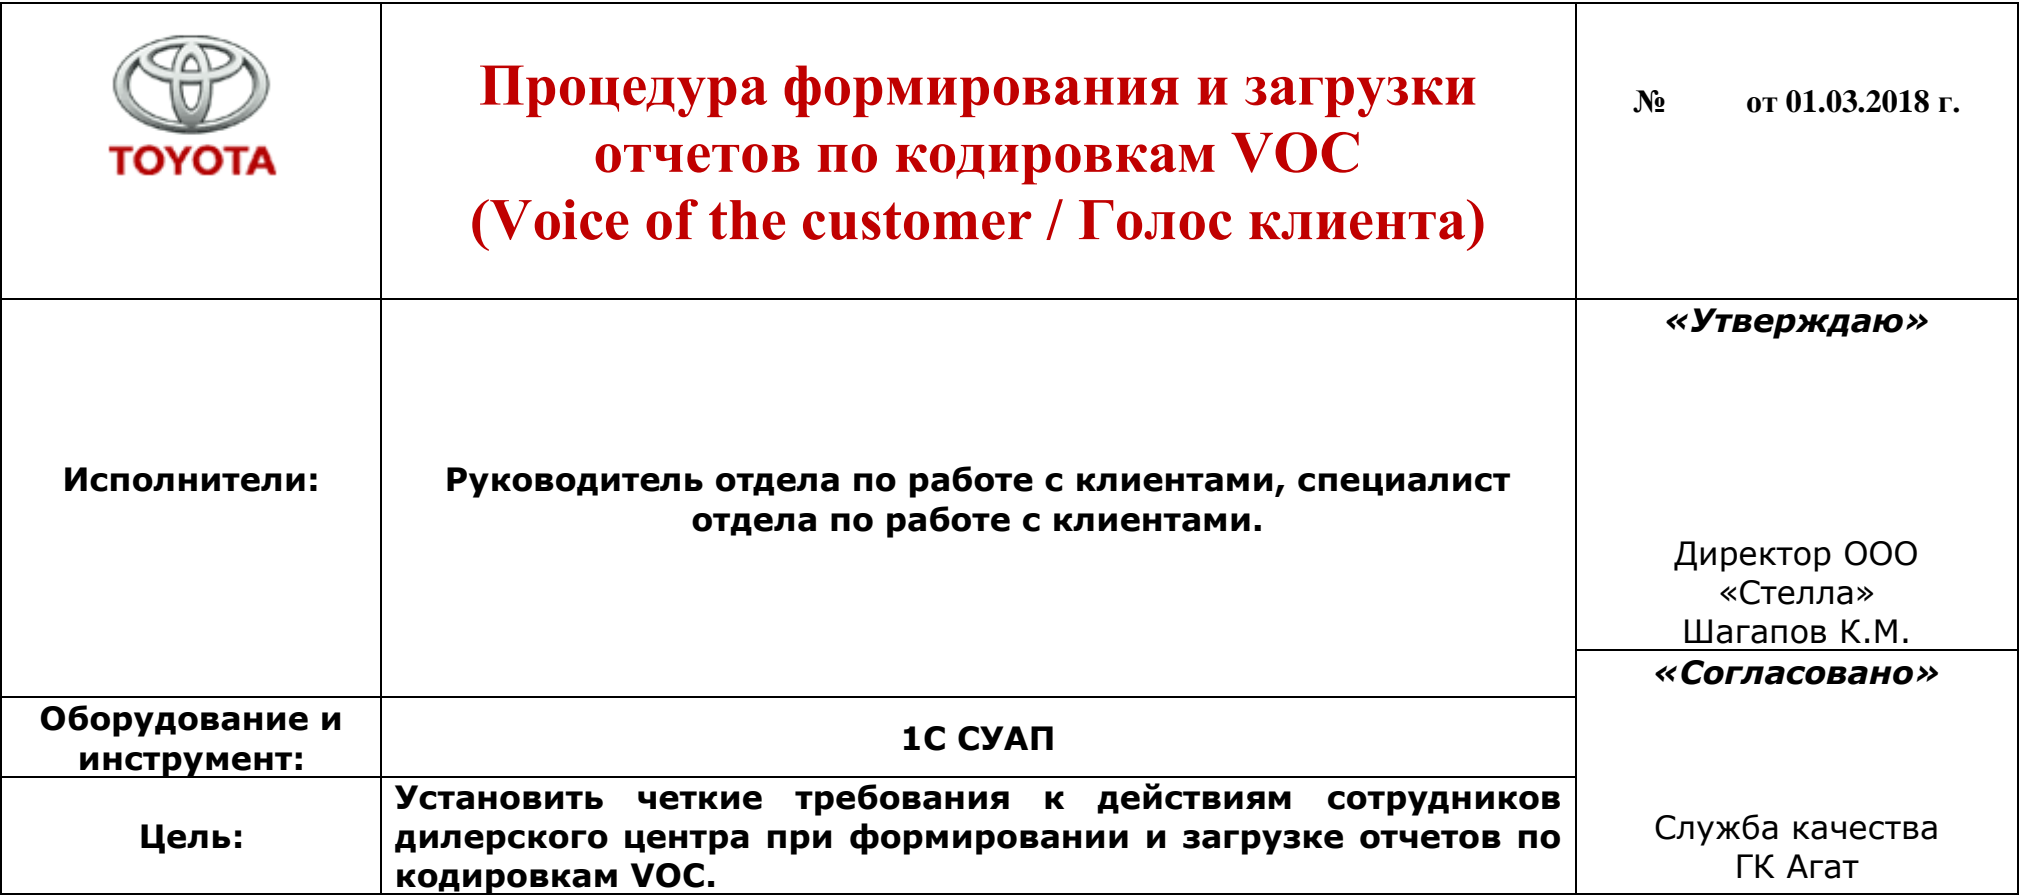 TOYOTA
Процедура формирования и загрузки
отчетов по кодировкам VOC
(Voice of the customer / Голос клиента)
№ от 01.03.2018 г.
Исполнители:
Руководитель отдела по работе с клиентами, специалист
отдела по работе с клиентами.
«Утверждаю»
Директор ООО
«Стелла»
Шагапов К.М.
Оборудование и
инструмент:
1С СУАП
«Согласовано»
Служба качества
ГК Агат
Цель:
Установить четкие требования к действиям сотрудников
дилерского центра при формировании и загрузке отчетов по
кодировкам VOC.